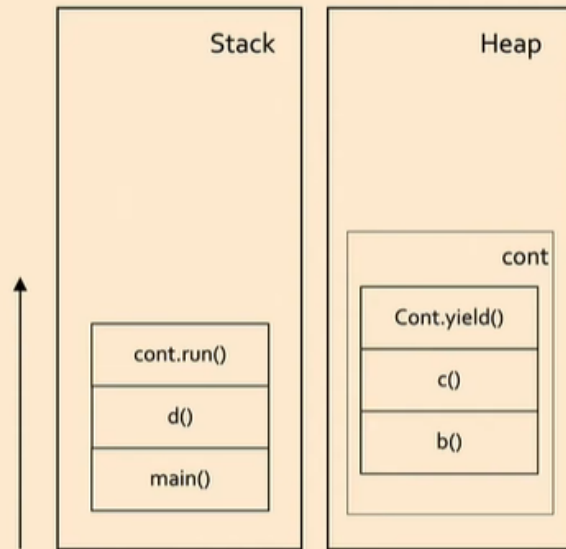 Stack
cont.run()
d()
main()
Heap
cont
Cont.yield()
c()
b()